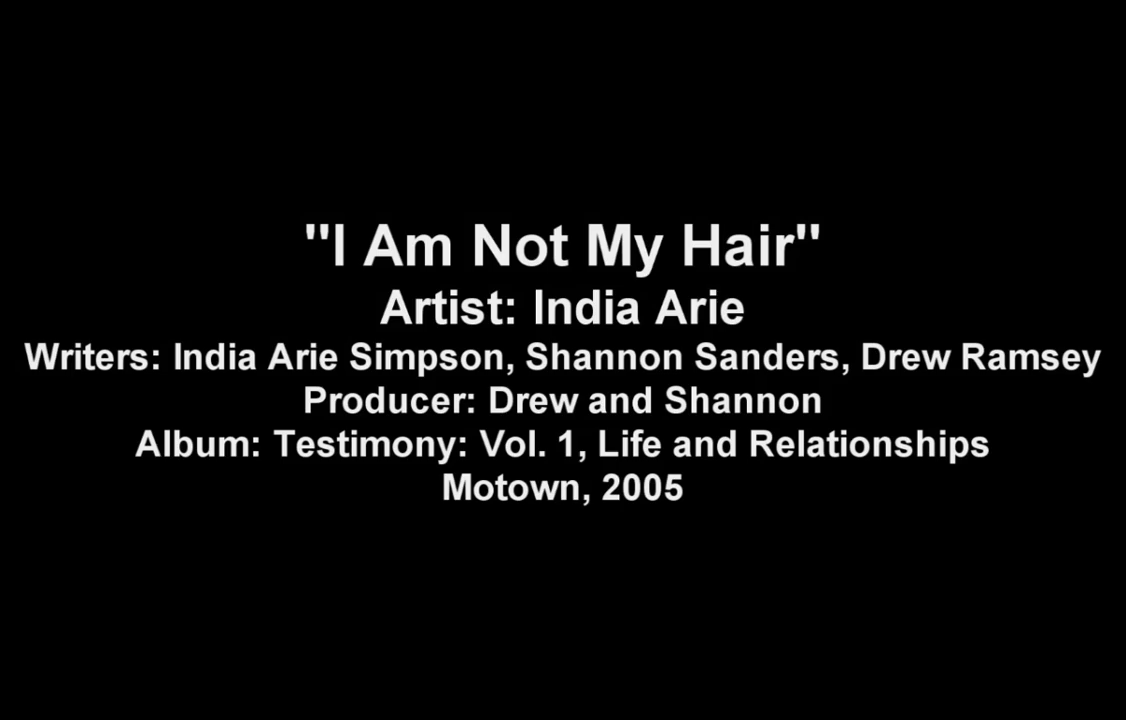 "I Am Not My Hair"
Artist: India Arie
Writers: India Arie Simpson, Shannon Sanders, Drew Ramsey
Producer: Drew and Shannon
Album: Testimony: Vol. 1, Life and Relationships
Motown, 2005